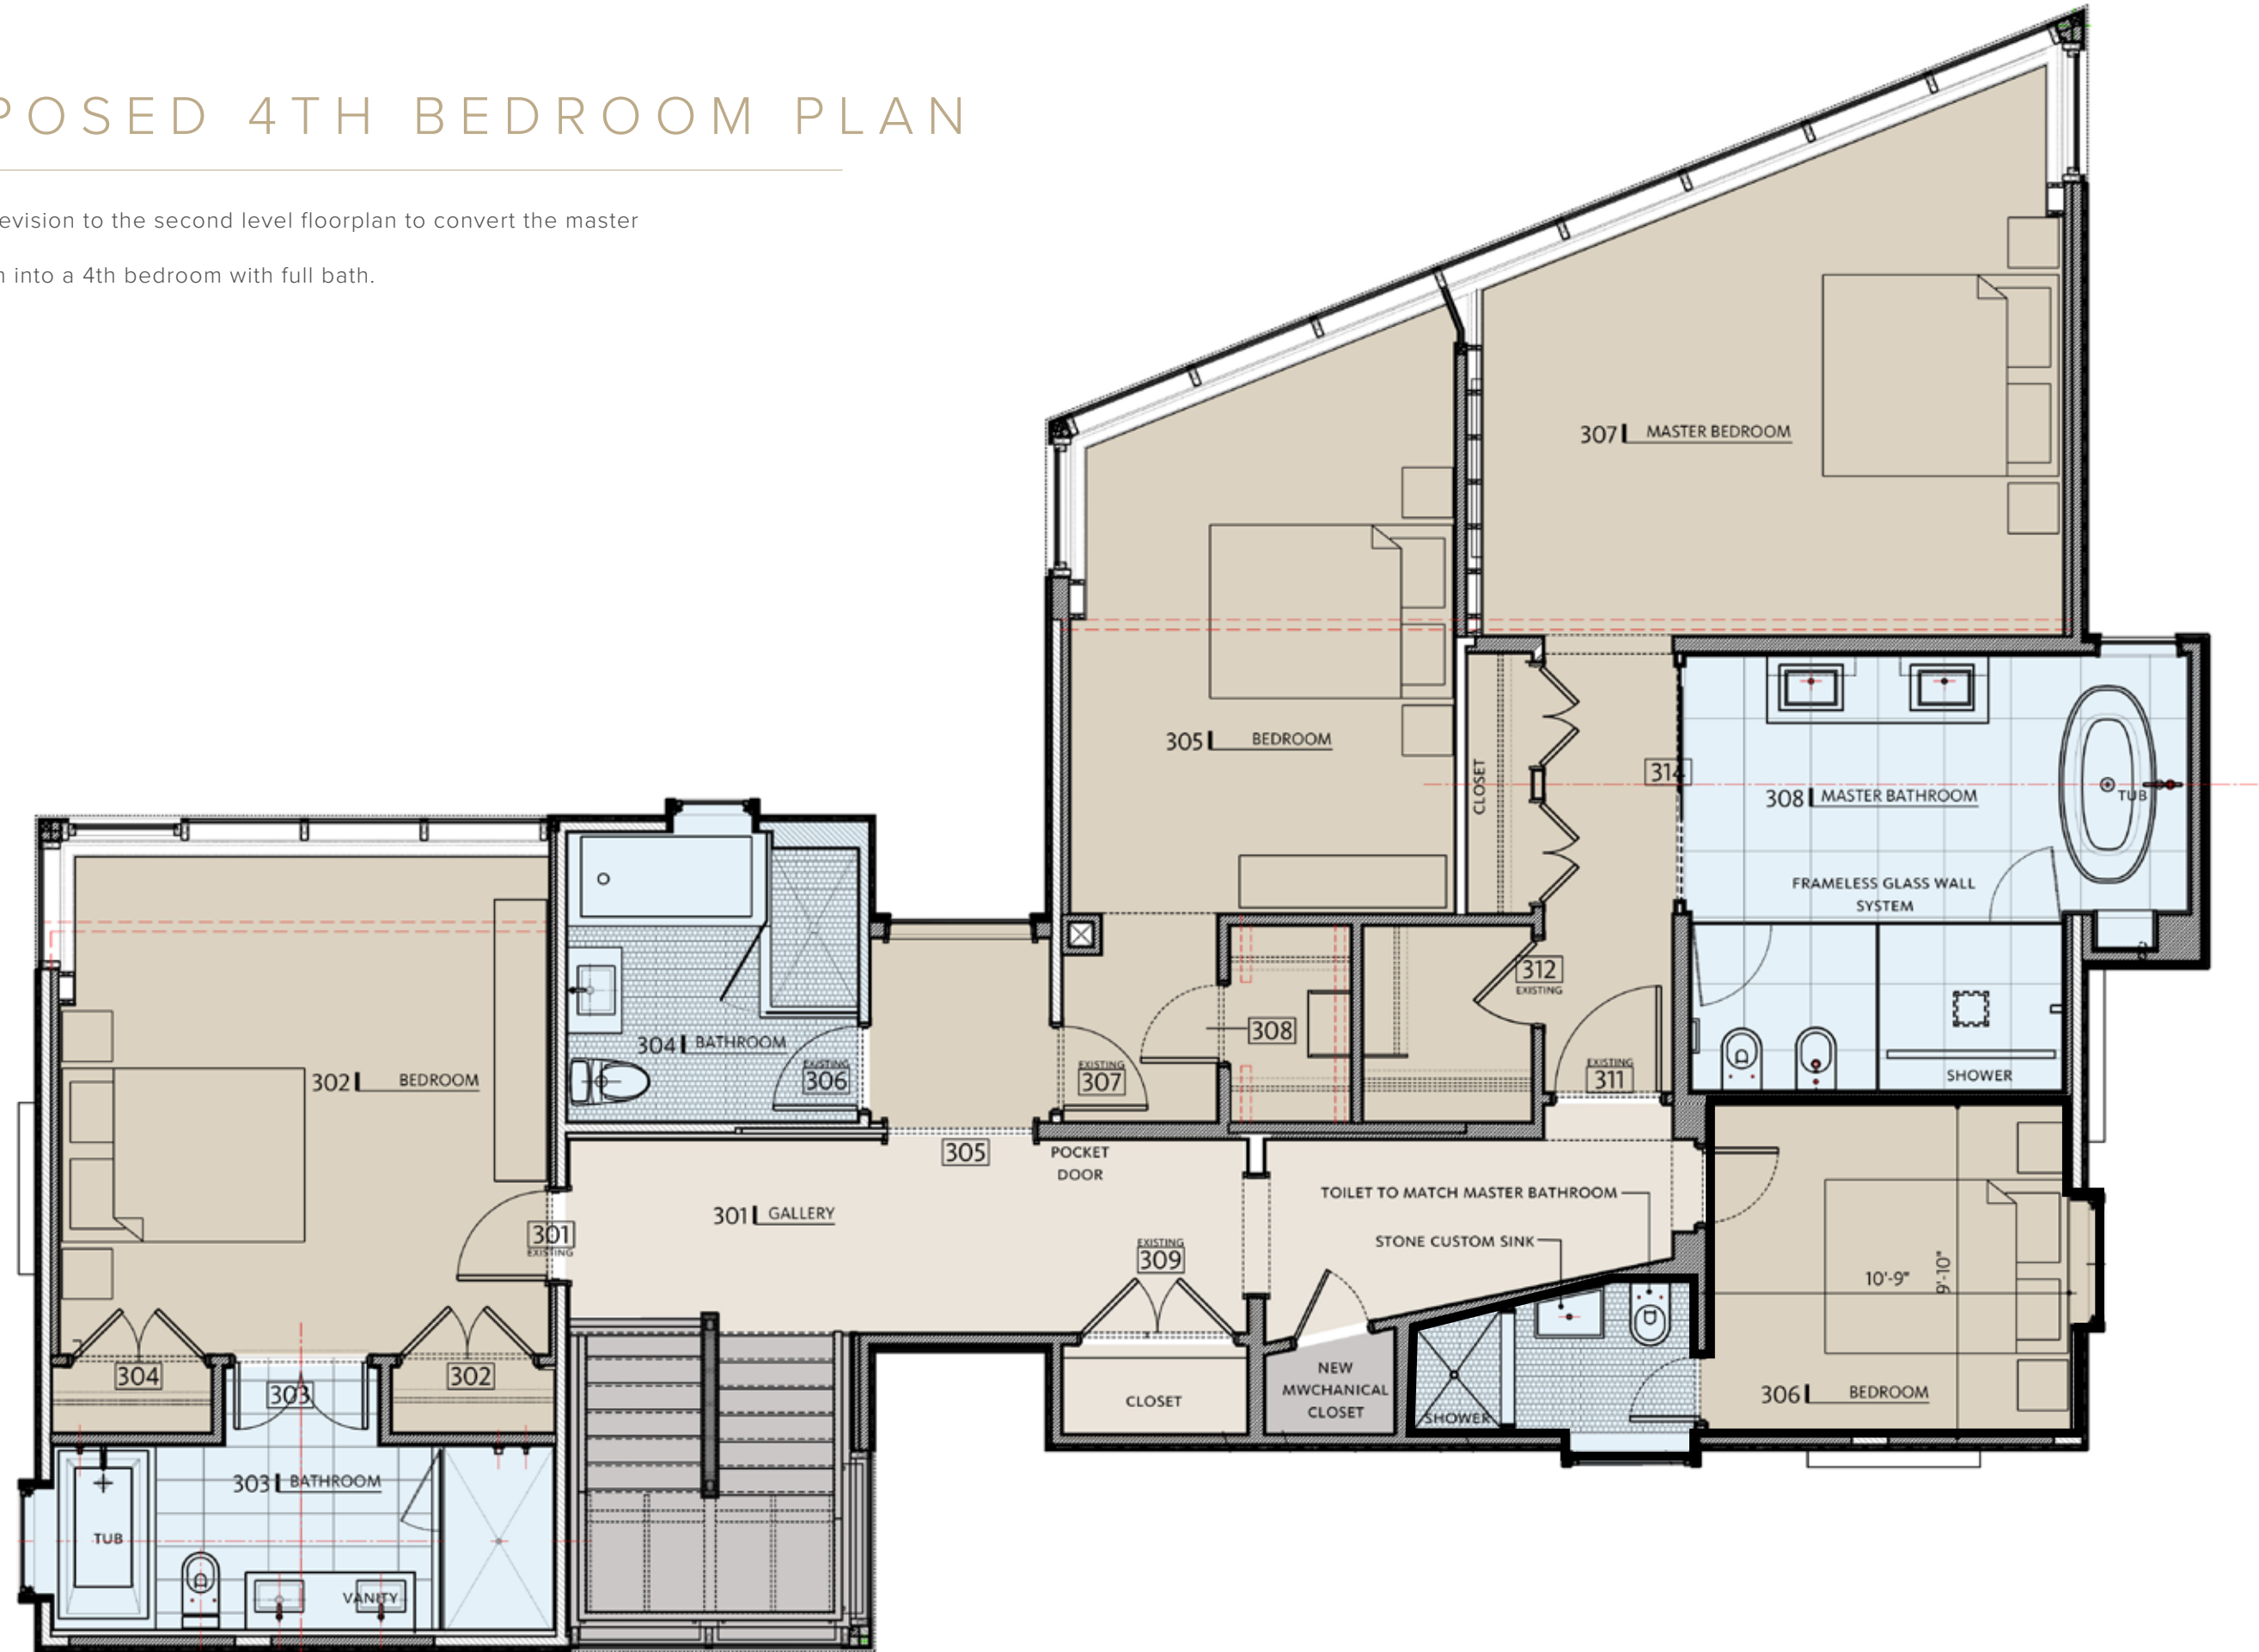 POSED 4TH BEDROOM PLAN
evision to the second level floorplan to convert the master
n into a 4th bedroom with full bath.
307 MASTER BEDROOM
305 BEDROOM
CLOSET
314
308 MASTER BATHROOM
TUB
FRAMELESS GLASS WALL
SYSTEM
312
EXISTING
308
304 BATHROOM
EXISTING
306
EXISTING
307
EXISTING
311
SHOWER
302 BEDROOM
305
POCKET
DOOR
301 GALLERY
301
EXISTING
TOILET TO MATCH MASTER BATHROOM
STONE CUSTOM SINK
EXISTING
309
10'-9"
9'-10"
304
303
302
CLOSET
NEW
MWCHANICAL
CLOSET
SHOWER
306 BEDROOM
303 BATHROOM
TUB
VANITY